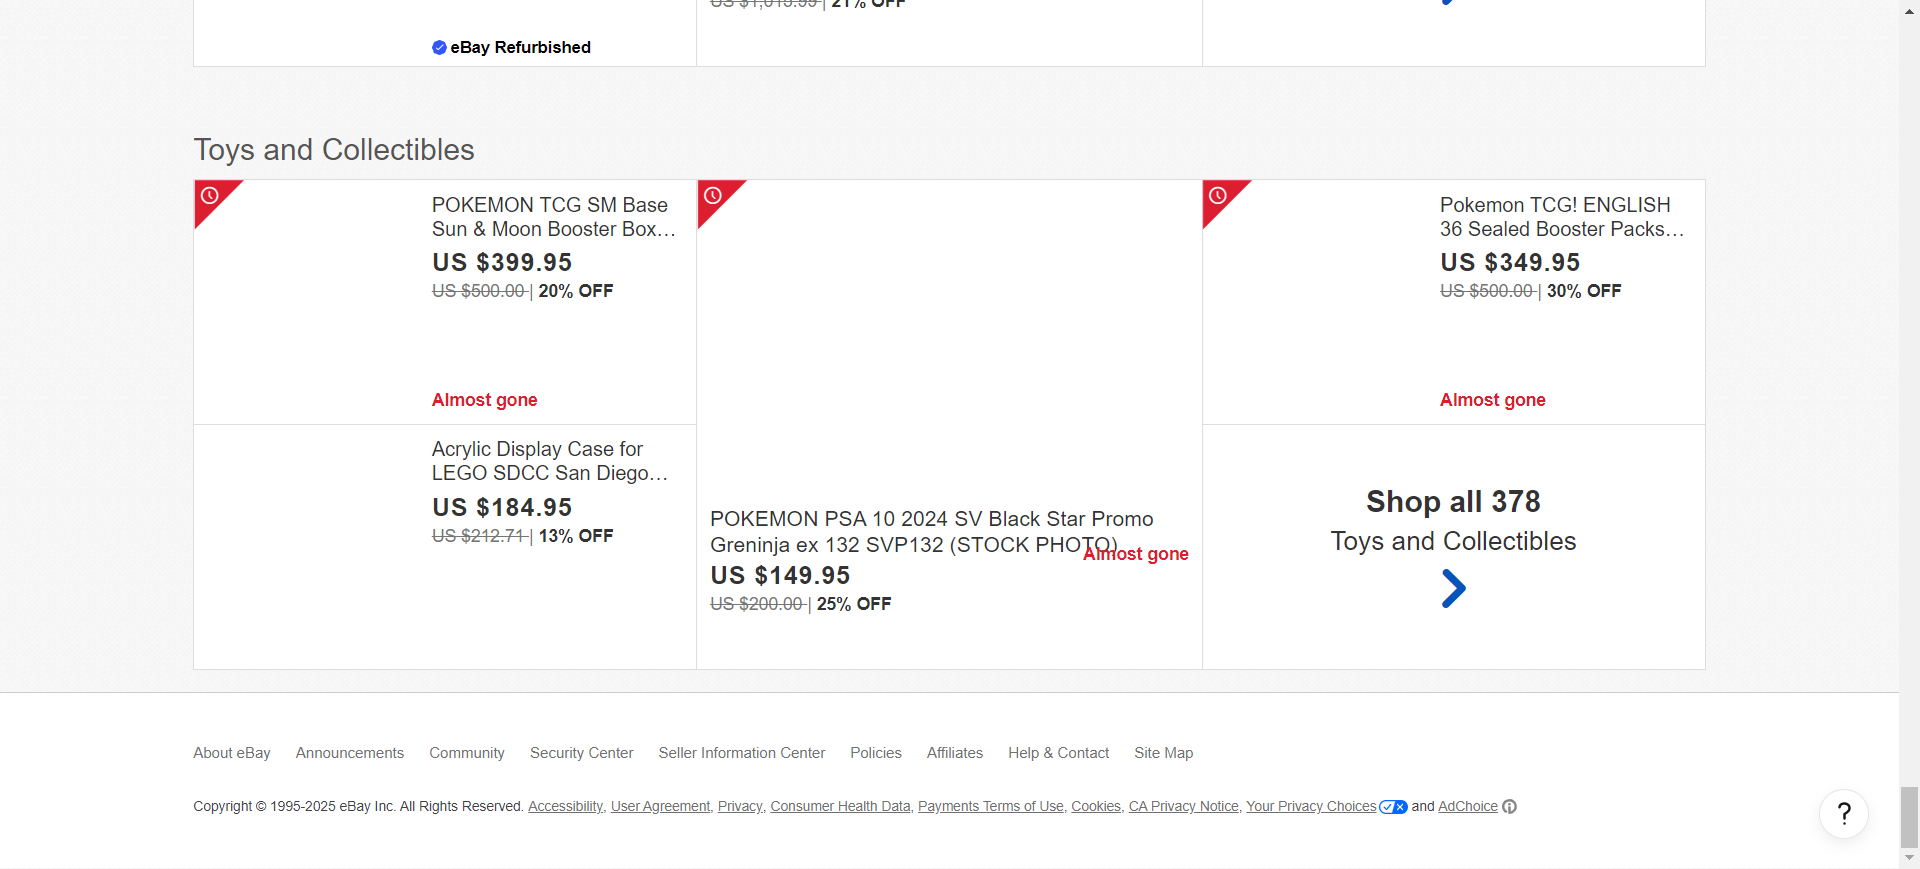 US $1,015.99 | 21% OFF
eBay Refurbished
Toys and Collectibles
POKEMON TCG SM Base
Sun & Moon Booster Box…
US $399.95
US $500.00 | 20% OFF
Almost gone
Acrylic Display Case for
LEGO SDCC San Diego…
US $184.95
US $212.71 | 13% OFF
POKEMON PSA 10 2024 SV Black Star Promo
Greninja ex 132 SVP132 (STOCK PHOTO)
Almost gone
US $149.95
US $200.00 | 25% OFF
Pokemon TCG! ENGLISH
36 Sealed Booster Packs…
US $349.95
US $500.00 | 30% OFF
Almost gone
Shop all 378
Toys and Collectibles
About eBay Announcements Community Security Center Seller Information Center Policies Affiliates Help & Contact Site Map
Copyright © 1995-2025 eBay Inc. All Rights Reserved. Accessibility, User Agreement, Privacy, Consumer Health Data, Payments Terms of Use, Cookies, CA Privacy Notice, Your Privacy Choices and AdChoice
?